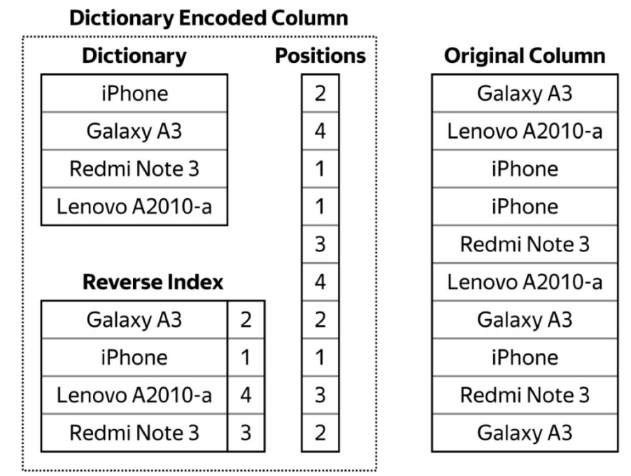 Dictionary Encoded Column
Dictionary
iPhone
Galaxy A3
Redmi Note 3
Lenovo A2010-a
Reverse Index
Galaxy A3 2
iPhone 1
Lenovo A2010-a 4
Redmi Note 3 3
Positions
2
4
1
1
3
4
2
1
3
2
Original Column
Galaxy A3
Lenovo A2010-a
iPhone
iPhone
Redmi Note 3
Lenovo A2010-a
Galaxy A3
iPhone
Redmi Note 3
Galaxy A3